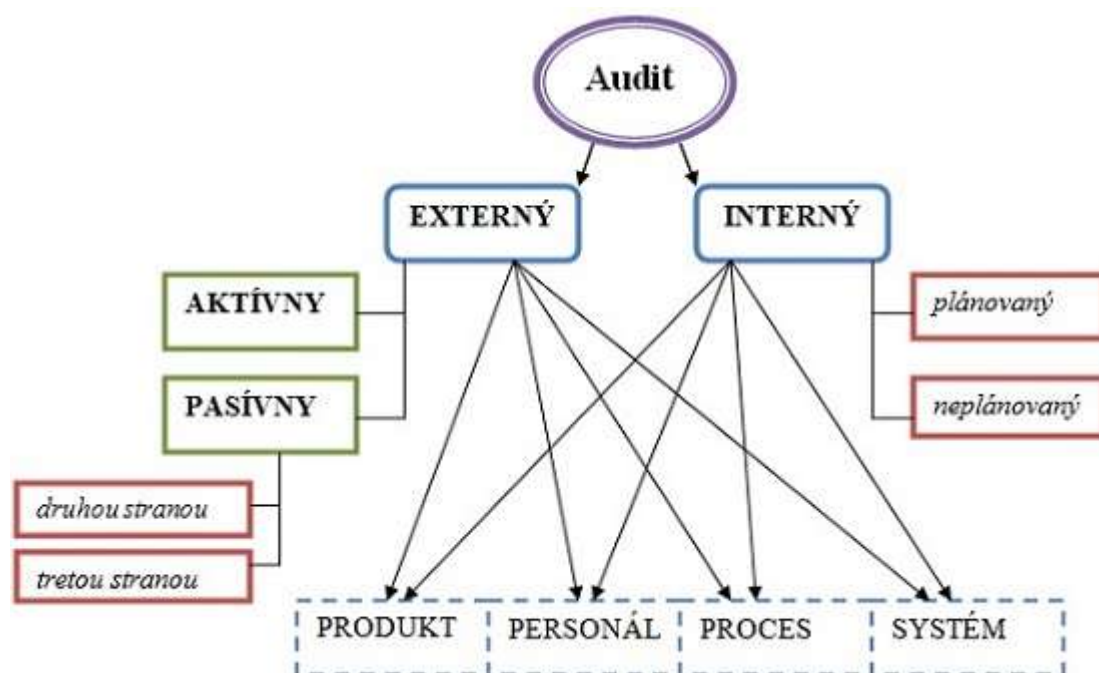 Audit
EXTERNÝ
INTERNÝ
AKTÍVNY
plánovaný
PASÍVNY
neplánovaný
druhou stranou
tretou stranou
PRODUKT
PERSONÁL
PROCES
SYSTÉM